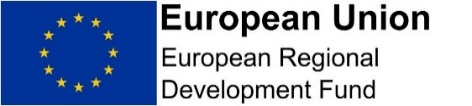 European Union
European Regional
Development Fund